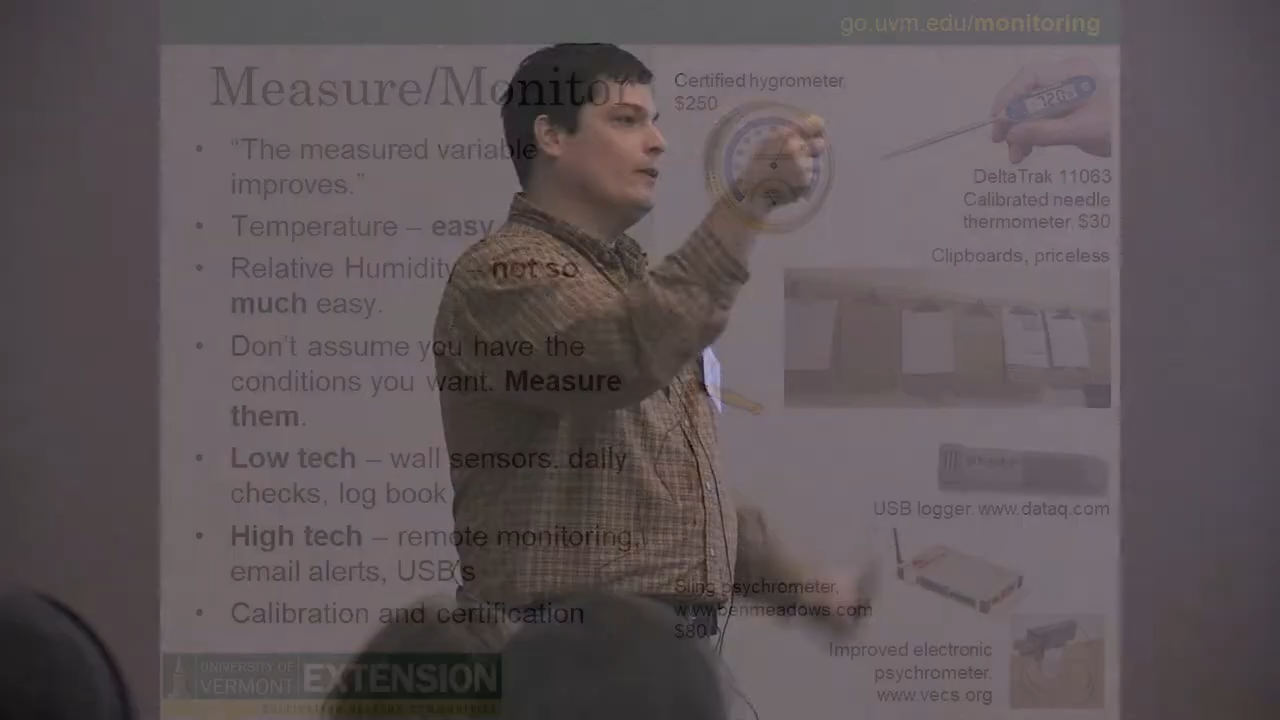 go.uvm.edu/monitoring
Measure/Monitor
• “The measured variable
improves.”
• Temperature – easy
• Relative Humidity – not so
much easy.
• Don’t assume you have the
conditions you want. Measure
them.
• Low tech – wall sensors, daily
checks, log book
• High tech – remote monitoring,
email alerts, USB’s
• Calibration and certification
Certified hygrometer,
$250
DeltaTrak 11063
Calibrated needle
thermometer, $30
Clipboards, priceless
USB logger. www.dataq.com
Sling psychrometer,
www.benmeadows.com
$80
Improved electronic
psychrometer.
www.vecs.org
UNIVERSITY OF
VERMONT
EXTENSION
CULTIVATING HEALTHY COMMUNITIES